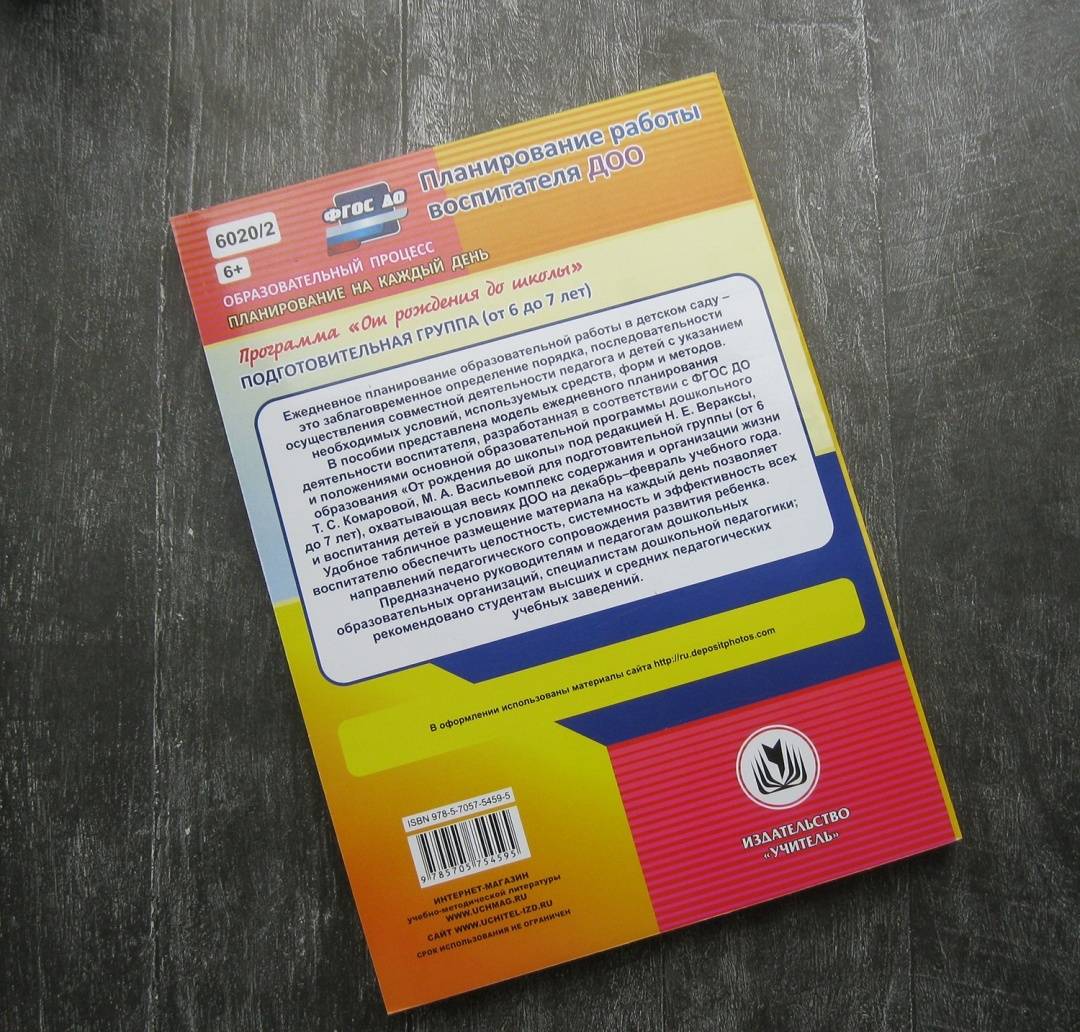 6020/2
6+
ФГОС ДО
Планирование работы
воспитателя ДОО
ОБРАЗОВАТЕЛЬНЫЙ ПРОЦЕСС
ПЛАНИРОВАНИЕ НА КАЖДЫЙ ДЕНЬ
Программа «От рождения до школы»
ПОДГОТОВИТЕЛЬНАЯ ГРУППА (от 6 до 7 лет)
Ежедневное планирование образовательной работы в детском саду –
это заблаговременное определение порядка, последовательности
осуществления совместной деятельности педагога и детей с указанием
необходимых условий, используемых средств, форм и методов.
В пособии представлена модель ежедневного планирования
деятельности воспитателя, разработанная в соответствии с ФГОС ДО
и положениями основной образовательной программы дошкольного
образования «От рождения до школы» под редакцией Н. Е. Вераксы,
Т. С. Комаровой, М. А. Васильевой для подготовительной группы (от 6
до 7 лет), охватывающая весь комплекс содержания и организации жизни
и воспитания детей в условиях ДОО на декабрь–февраль учебного года.
Удобное табличное размещение материала на каждый день позволяет
воспитателю обеспечить целостность, системность и эффективность всех
направлений педагогического сопровождения развития ребенка.
Предназначено руководителям и педагогам дошкольных
образовательных организаций, специалистам дошкольной педагогики;
рекомендовано студентам высших и средних педагогических
учебных заведений.
В оформлении использованы материалы сайта http://ru.depositphotos.com
ISBN 978-5-7057-5459-5
9 785705 754595
ИНТЕРНЕТ-МАГАЗИН
учебно-методической литературы
WWW.UCHMAG.RU
САЙТ WWW.UCHITEL-IZD.RU
СРОК ИСПОЛЬЗОВАНИЯ НЕ ОГРАНИЧЕН
ИЗДАТЕЛЬСТВО
«УЧИТЕЛЬ»